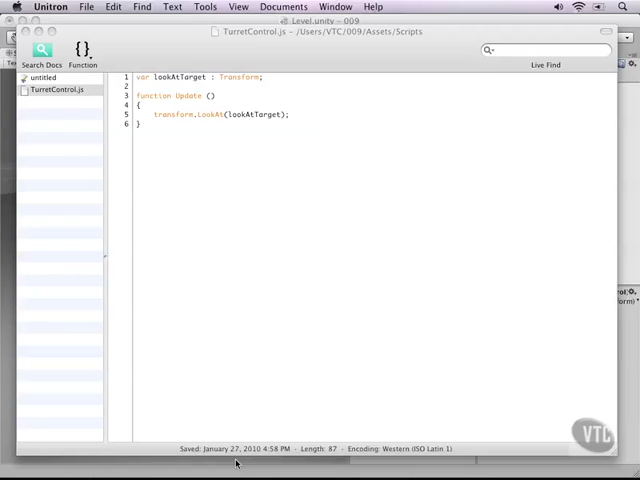 Unitron File Edit Find Text Tools View Documents Window Help
Level.unity – 009
TurretControl.js – /Users/VTC/009/Assets/Scripts
Search Docs Function
Live Find
untitled
TurretControl.js
1 var lookAtTarget : Transform;
2
3 function Update ()
4 {
5 transform.LookAt(lookAtTarget);
6 }
Saved: January 27, 2010 4:58 PM · Length: 87 · Encoding: Western (ISO Latin 1)
VTC